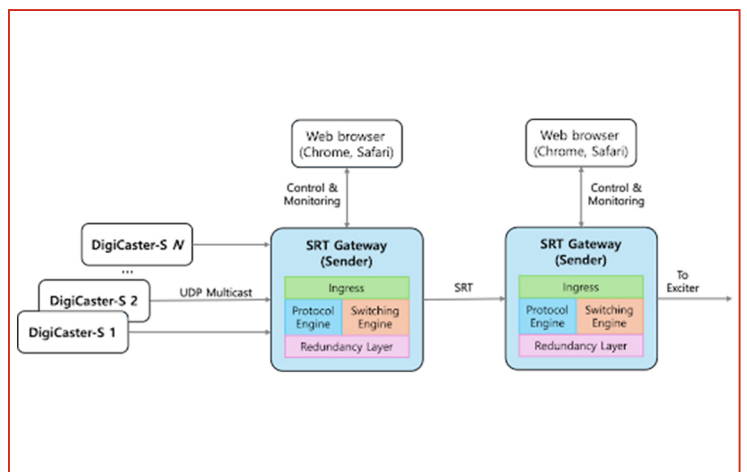 Web browser
(Chrome, Safari)
Web browser
(Chrome, Safari)
Control &
Monitoring
Control &
Monitoring
DigiCaster-S N
...
DigiCaster-S 2
DigiCaster-S 1
UDP Multicast
SRT Gateway
(Sender)
Ingress
Protocol
Engine
Switching
Engine
Redundancy Layer
SRT
SRT Gateway
(Sender)
Ingress
Protocol
Engine
Switching
Engine
Redundancy Layer
To
Exciter